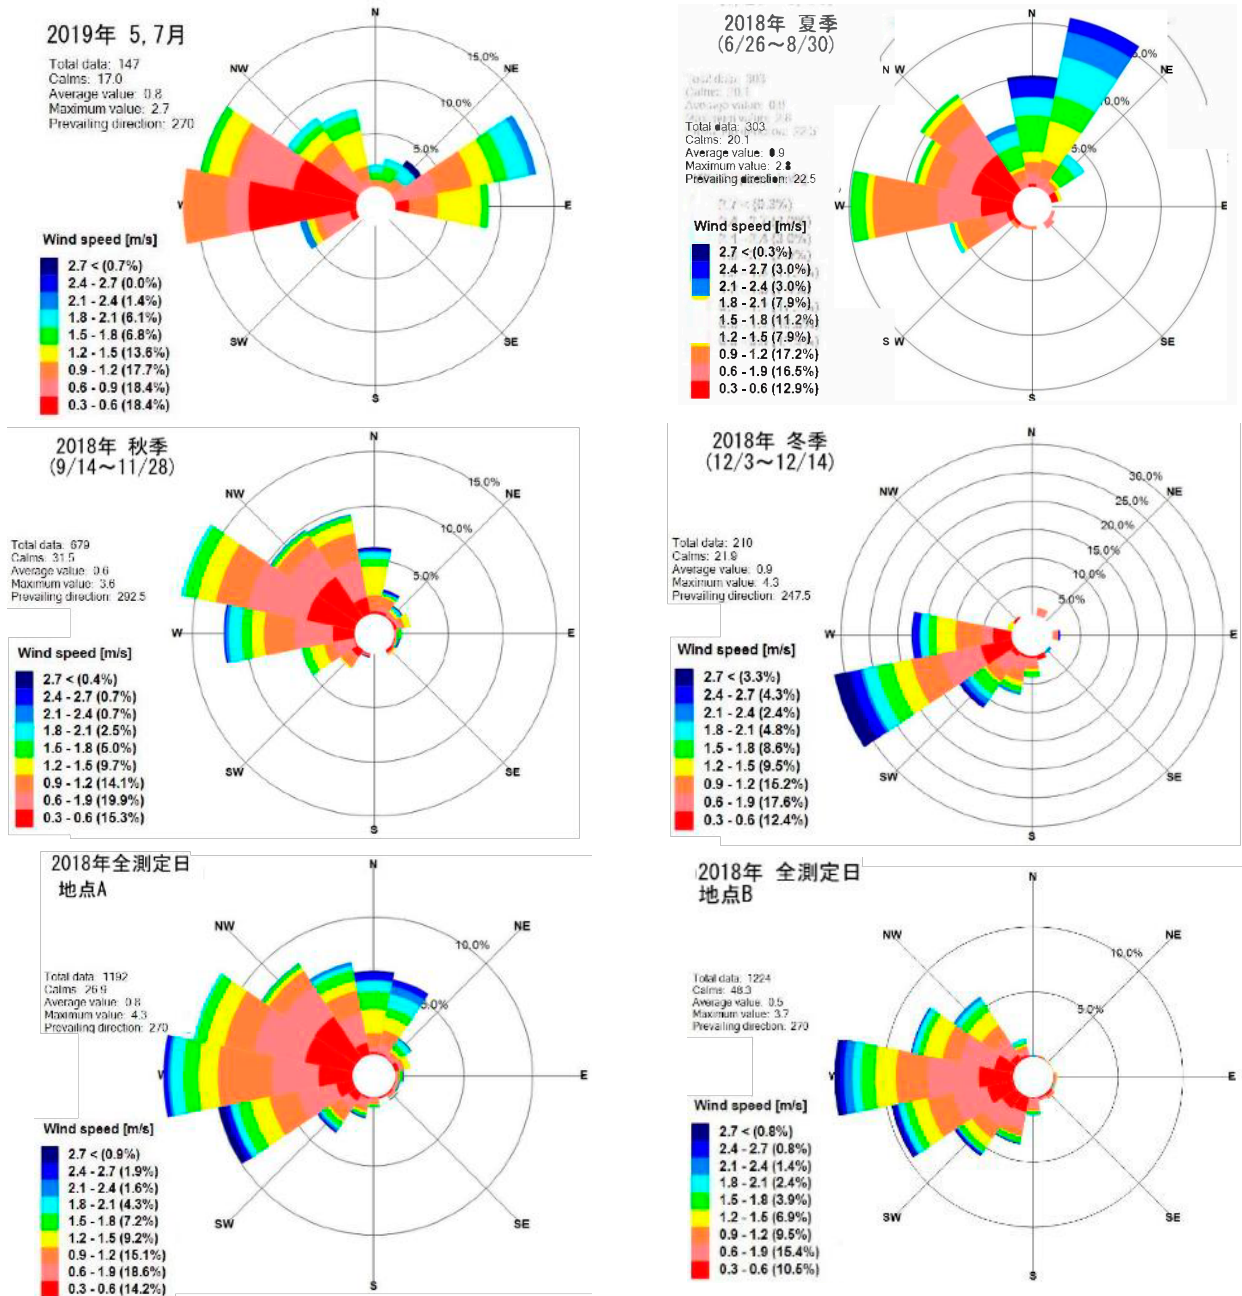 2019年 5,7月
Total data: 147
Calms: 17.0
Average value: 0.8
Maximum value: 2.7
Prevailing direction: 270
N
NW
NE
15.0%
10.0%
5.0%
E
SW
SE
S
Wind speed [m/s]
2.7 < (0.7%)
2.4 - 2.7 (0.0%)
2.1 - 2.4 (1.4%)
1.8 - 2.1 (6.1%)
1.5 - 1.8 (6.8%)
1.2 - 1.5 (13.6%)
0.9 - 1.2 (17.7%)
0.6 - 0.9 (18.4%)
0.3 - 0.6 (18.4%)
2018年 夏季
(6/26～8/30)
Total data: 303
Calms: 20.1
Average value: 0.9
Maximum value: 2.8
Prevailing direction: 22.5
N
N W
NE
5.0%
0.0%
5.0%
W
E
S W
SE
S
Wind speed [m/s]
2.7 < (0.3%)
2.4 - 2.7 (3.0%)
2.1 - 2.4 (3.0%)
1.8 - 2.1 (7.9%)
1.5 - 1.8 (11.2%)
1.2 - 1.5 (7.9%)
0.9 - 1.2 (17.2%)
0.6 - 1.9 (16.5%)
0.3 - 0.6 (12.9%)
2018年 秋季
(9/14～11/28)
Total data: 679
Calms: 31.5
Average value: 0.6
Maximum value: 3.6
Prevailing direction: 292.5
N
NW
NE
15.0%
10.0%
5.0%
W
E
SW
SE
S
Wind speed [m/s]
2.7 < (0.4%)
2.4 - 2.7 (0.7%)
2.1 - 2.4 (0.7%)
1.8 - 2.1 (2.5%)
1.5 - 1.8 (5.0%)
1.2 - 1.5 (9.7%)
0.9 - 1.2 (14.1%)
0.6 - 1.9 (19.9%)
0.3 - 0.6 (15.3%)
2018年 冬季
(12/3～12/14)
Total data: 210
Calms: 21.9
Average value: 0.9
Maximum value: 4.3
Prevailing direction: 247.5
N
NW
NE
30.0%
25.0%
20.0%
15.0%
10.0%
5.0%
W
E
SW
SE
S
Wind speed [m/s]
2.7 < (3.3%)
2.4 - 2.7 (4.3%)
2.1 - 2.4 (2.4%)
1.8 - 2.1 (4.8%)
1.5 - 1.8 (8.6%)
1.2 - 1.5 (9.5%)
0.9 - 1.2 (15.2%)
0.6 - 1.9 (17.6%)
0.3 - 0.6 (12.4%)
2018年全測定日
地点A
Total data: 1192
Calms: 26.9
Average value: 0.8
Maximum value: 4.3
Prevailing direction: 270
N
NW
NE
10.0%
5.0%
E
SW
SE
S
Wind speed [m/s]
2.7 < (0.9%)
2.4 - 2.7 (1.9%)
2.1 - 2.4 (1.6%)
1.8 - 2.1 (4.3%)
1.5 - 1.8 (7.2%)
1.2 - 1.5 (9.2%)
0.9 - 1.2 (15.1%)
0.6 - 1.9 (18.6%)
0.3 - 0.6 (14.2%)
2018年 全測定日
地点B
Total data: 1224
Calms: 48.3
Average value: 0.5
Maximum value: 3.7
Prevailing direction: 270
N
NW
NE
10.0%
5.0%
W
E
SW
SE
S
Wind speed [m/s]
2.7 < (0.8%)
2.4 - 2.7 (0.8%)
2.1 - 2.4 (1.4%)
1.8 - 2.1 (2.4%)
1.5 - 1.8 (3.9%)
1.2 - 1.5 (6.9%)
0.9 - 1.2 (9.5%)
0.6 - 1.9 (15.4%)
0.3 - 0.6 (10.5%)